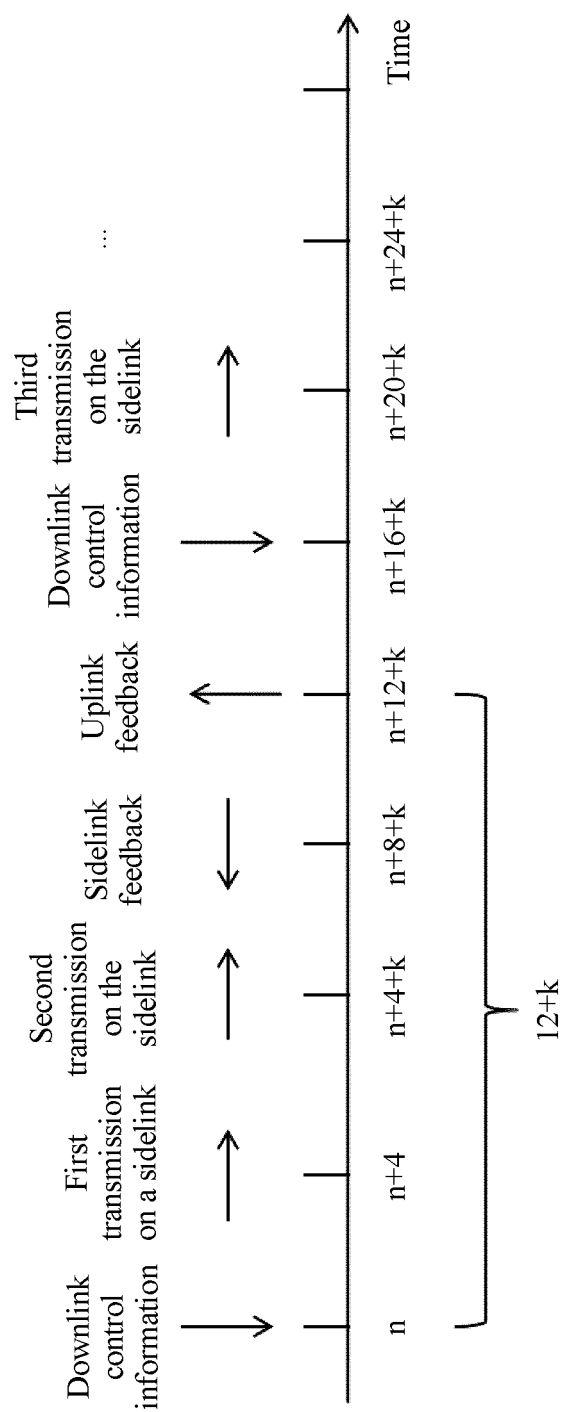 Downlink
control
information
First
transmission
on a sidelink
Second
transmission
on the
sidelink
Sidelink
feedback
Uplink
feedback
Downlink
control
information
Third
transmission
on the
sidelink
...
n
n+4
n+4+k
n+8+k
n+12+k
n+16+k
n+20+k
n+24+k
Time
12+k